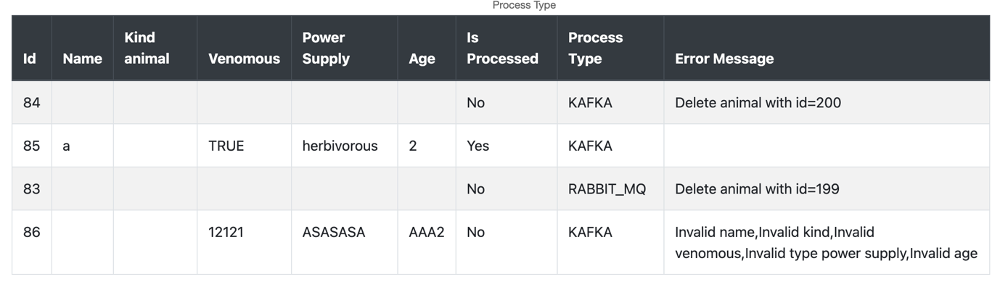 Process Type
Id Name Kind animal Venomous Power Supply Age Is Processed Process Type Error Message
84 No KAFKA Delete animal with id=200
85 a TRUE herbivorous 2 Yes KAFKA
83 No RABBIT_MQ Delete animal with id=199
86 12121 ASASASA AAA2 No KAFKA Invalid name,Invalid kind,Invalid
venomous,Invalid type power supply,Invalid age